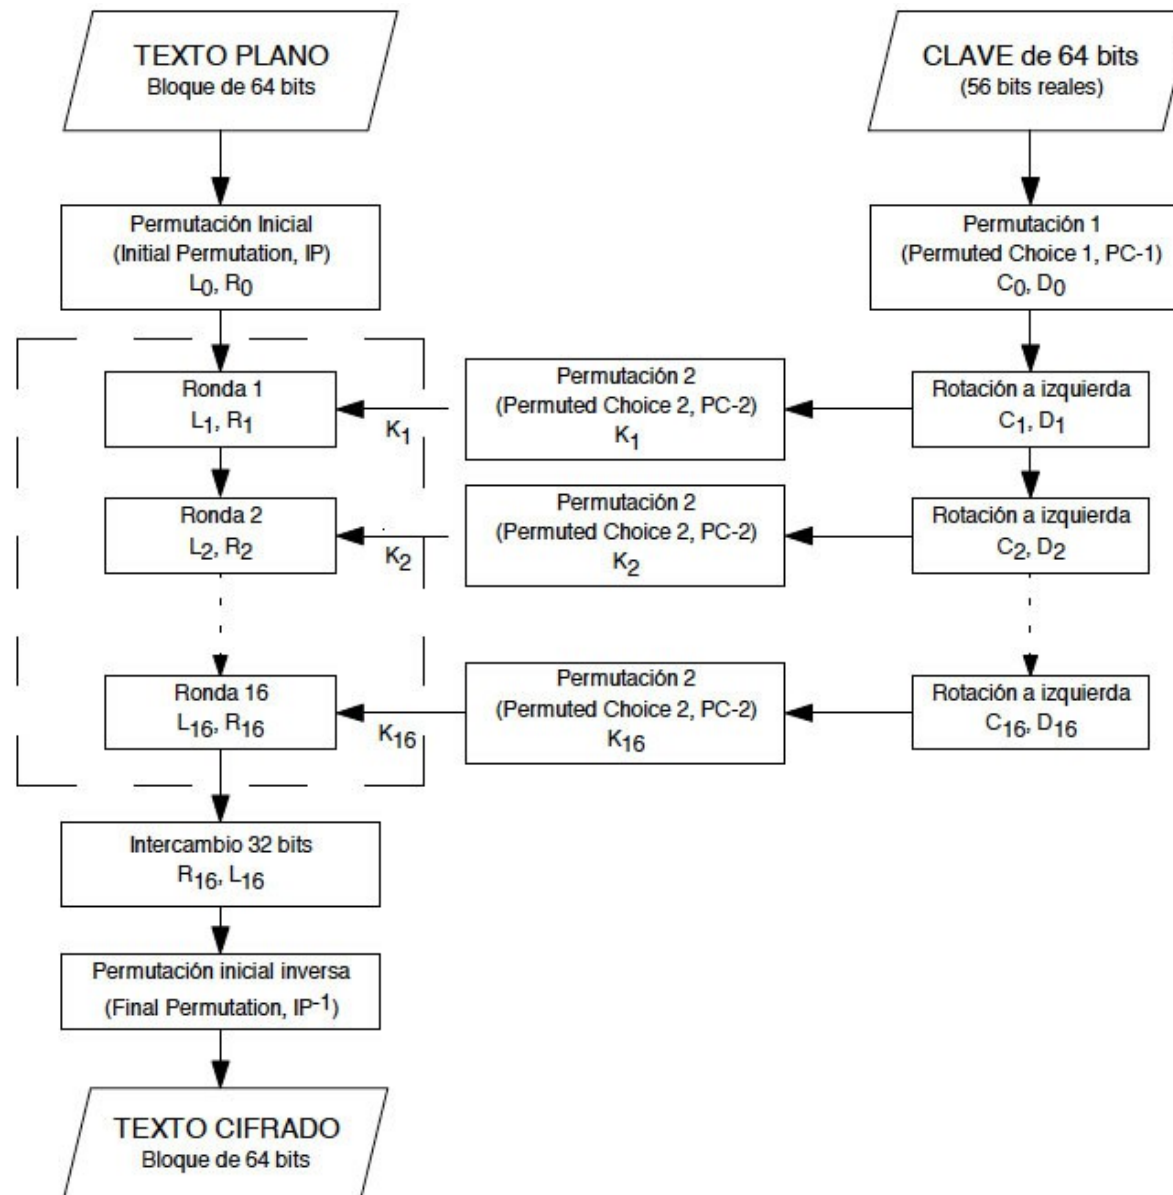 TEXTO PLANO
Bloque de 64 bits
CLAVE de 64 bits
(56 bits reales)
Permutación Inicial
(Initial Permutation, IP)
L0, R0
Permutación 1
(Permuted Choice 1, PC-1)
C0, D0
Ronda 1
L1, R1
K1
Permutación 2
(Permuted Choice 2, PC-2)
K1
Rotación a izquierda
C1, D1
Ronda 2
L2, R2
K2
Permutación 2
(Permuted Choice 2, PC-2)
K2
Rotación a izquierda
C2, D2
Ronda 16
L16, R16
K16
Permutación 2
(Permuted Choice 2, PC-2)
K16
Rotación a izquierda
C16, D16
Intercambio 32 bits
R16, L16
Permutación inicial inversa
(Final Permutation, IP-1)
TEXTO CIFRADO
Bloque de 64 bits